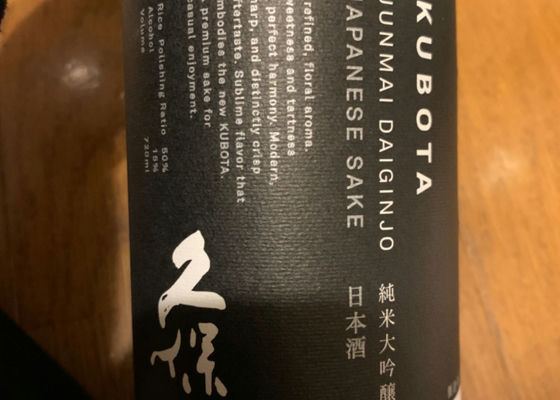 KUBOTA
JUNMAI DAIGINJO
JAPANESE SAKE
純米大吟醸
日本酒
refined, floral aroma.
sweetness and tartness
perfect harmony. Modern,
sharp, and distinctly crisp
aftertaste. Sublime flavor that
embodies the new KUBOTA.
A premium sake for
casual enjoyment.
Rice Polishing Ratio 50%
Alcohol 15%
Volume 720ml
久保